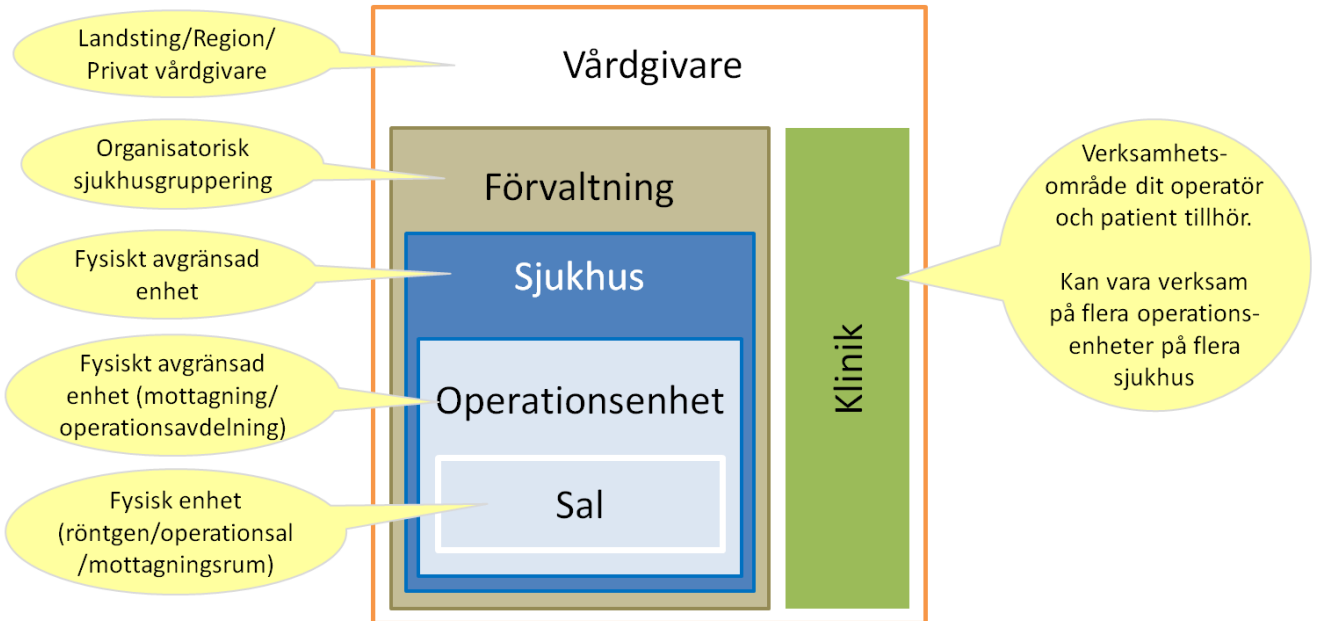 Landsting/Region/
Privat vårdgivare
Vårdgivare
Organisatorisk
sjukhusgruppering
Förvaltning
Fysiskt avgränsad
enhet
Sjukhus
Fysiskt avgränsad
enhet (mottagning/
operationsavdelning)
Operationsenhet
Fysisk enhet
(röntgen/operationsal
/mottagningsrum)
Sal
Klinik
Verksamhets-
område dit operatör
och patient tillhör.
Kan vara verksam
på flera operations-
enheter på flera
sjukhus